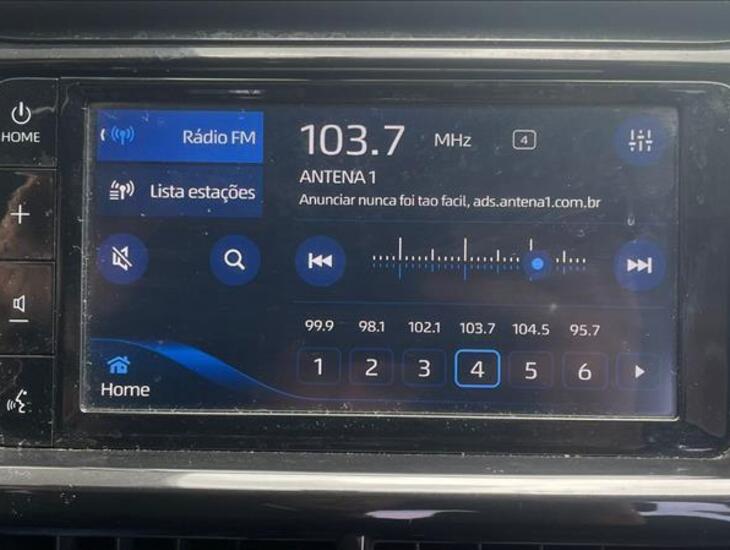 HOME
Rádio FM
Lista estações
Home
103.7 MHz 4
ANTENA 1
Anunciar nunca foi tao facil, ads.antena1.com.br
99.9 98.1 102.1 103.7 104.5 95.7
1 2 3 4 5 6